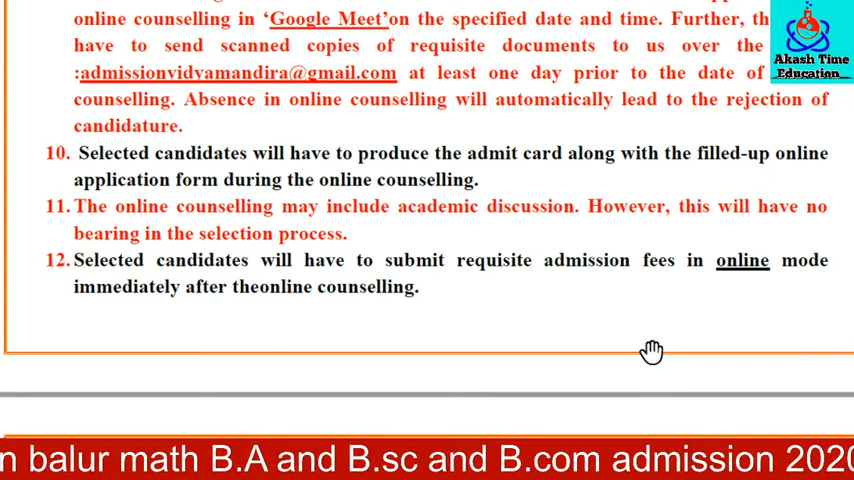 online counselling in ‘Google Meet’on the specified date and time. Further,
have to send scanned copies of requisite documents to us over the
:admissionvidyamandira@gmail.com at least one day prior to the date of
counselling. Absence in online counselling will automatically lead to the rejection of
candidature.
10. Selected candidates will have to produce the admit card along with the filled-up online
application form during the online counselling.
11. The online counselling may include academic discussion. However, this will have no
bearing in the selection process.
12. Selected candidates will have to submit requisite admission fees in online mode
immediately after theonline counselling.
Akash Time
Education
n balur math B.A and B.sc and B.com admission 2020